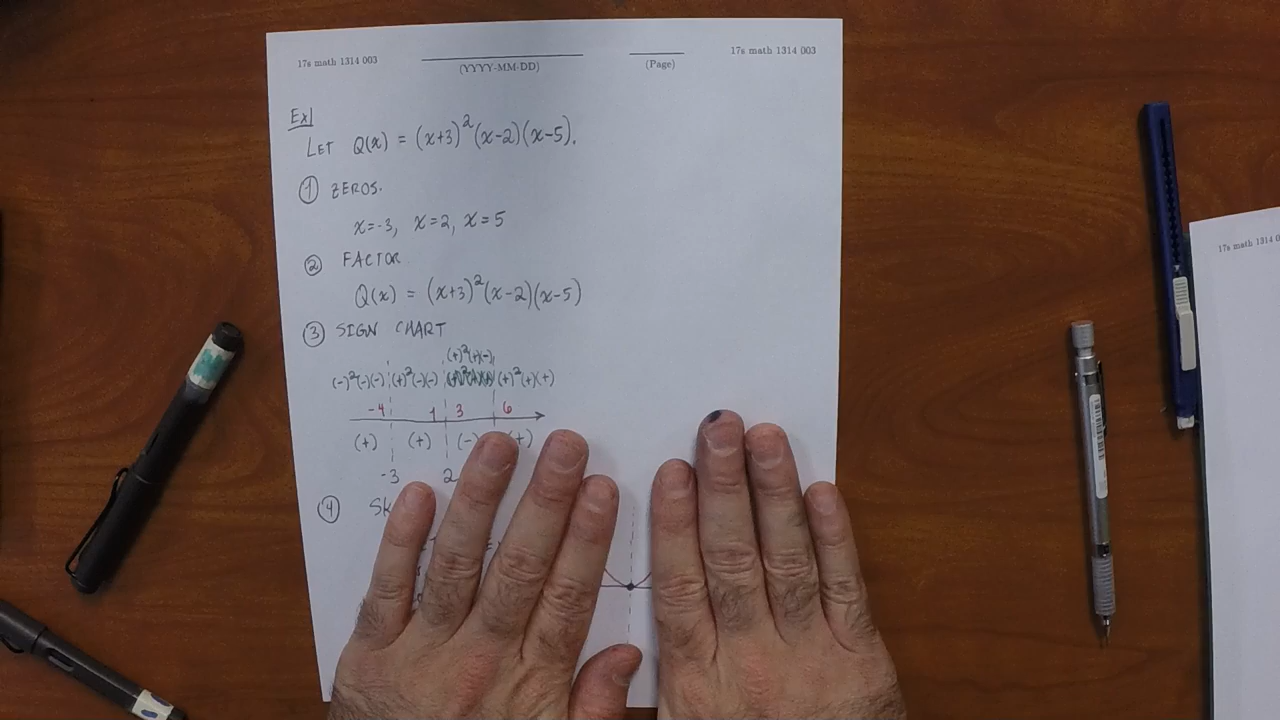 17s math 1314 003
(YYYY-MM-DD)
(Page)
17s math 1314 003
Ex1
LET Q(x) = (x+3)²(x-2)(x-5).
① ZEROS.
x=-3, x=2, x=5
② FACTOR.
Q(x) = (x+3)²(x-2)(x-5)
③ SIGN CHART
(+)²(+)(-)
(-)²(-)(-) (+)²(-)(-) (+)²(+)(+)
-4 1 3 6
(+) (+) (-) (+)
-3 2
④ Sk
17s math 1314 0